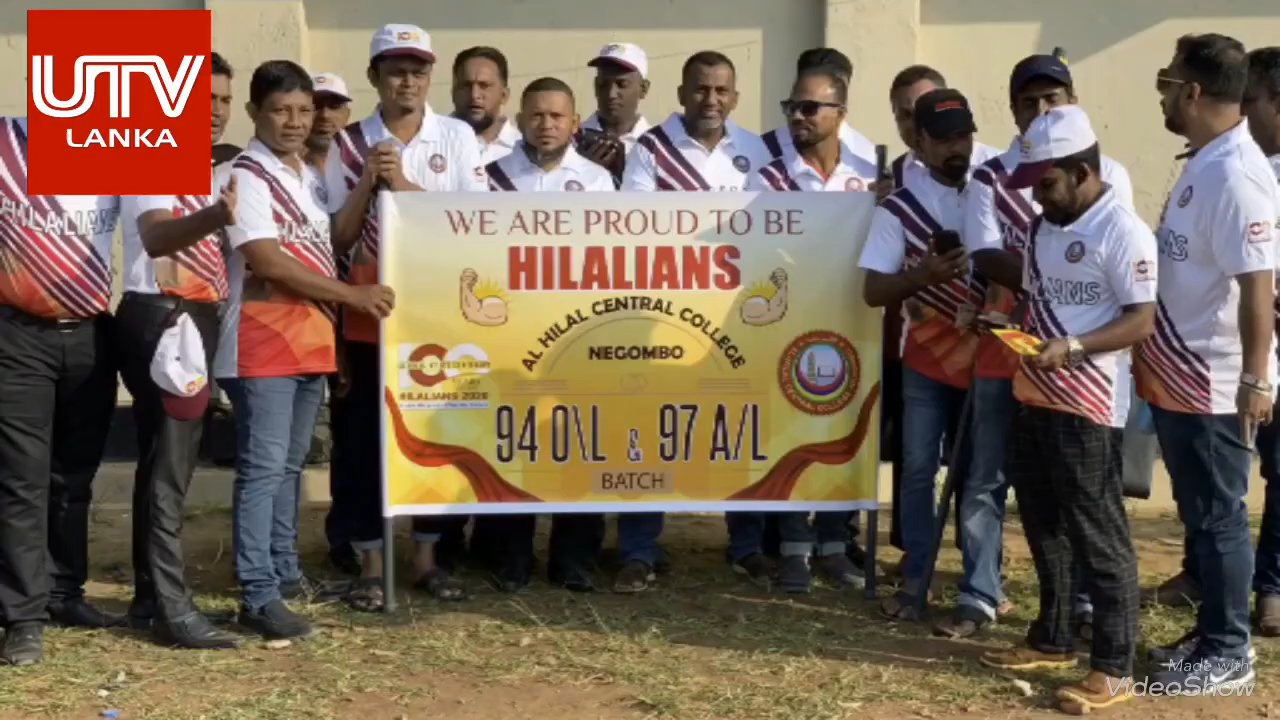 UTV
LANKA
WE ARE PROUD TO BE
HILALIANS
AL HILAL CENTRAL COLLEGE
NEGOMBO
HILALIANS 2020
94 O\L & 97 A/L
BATCH
HILALIANS
Made with
VideoShow